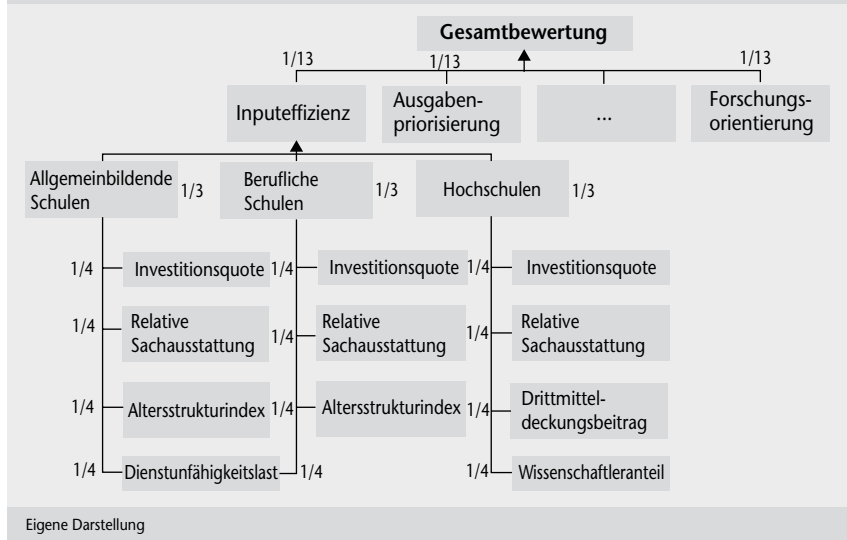 Gesamtbewertung
1/13 1/13 1/13
Inputeffizienz
Ausgaben-
priorisierung
...
Forschungs-
orientierung
Allgemeinbildende
Schulen
1/3
Berufliche
Schulen
1/3
Hochschulen
1/3
1/4 Investitionsquote 1/4 Investitionsquote 1/4 Investitionsquote
1/4 Relative
Sachausstattung
1/4 Relative
Sachausstattung
1/4 Relative
Sachausstattung
1/4 Altersstrukturindex 1/4 Altersstrukturindex 1/4 Drittmittel-
deckungsbeitrag
1/4 Dienstunfähigkeitslast 1/4 1/4 Wissenschaftleranteil
Eigene Darstellung